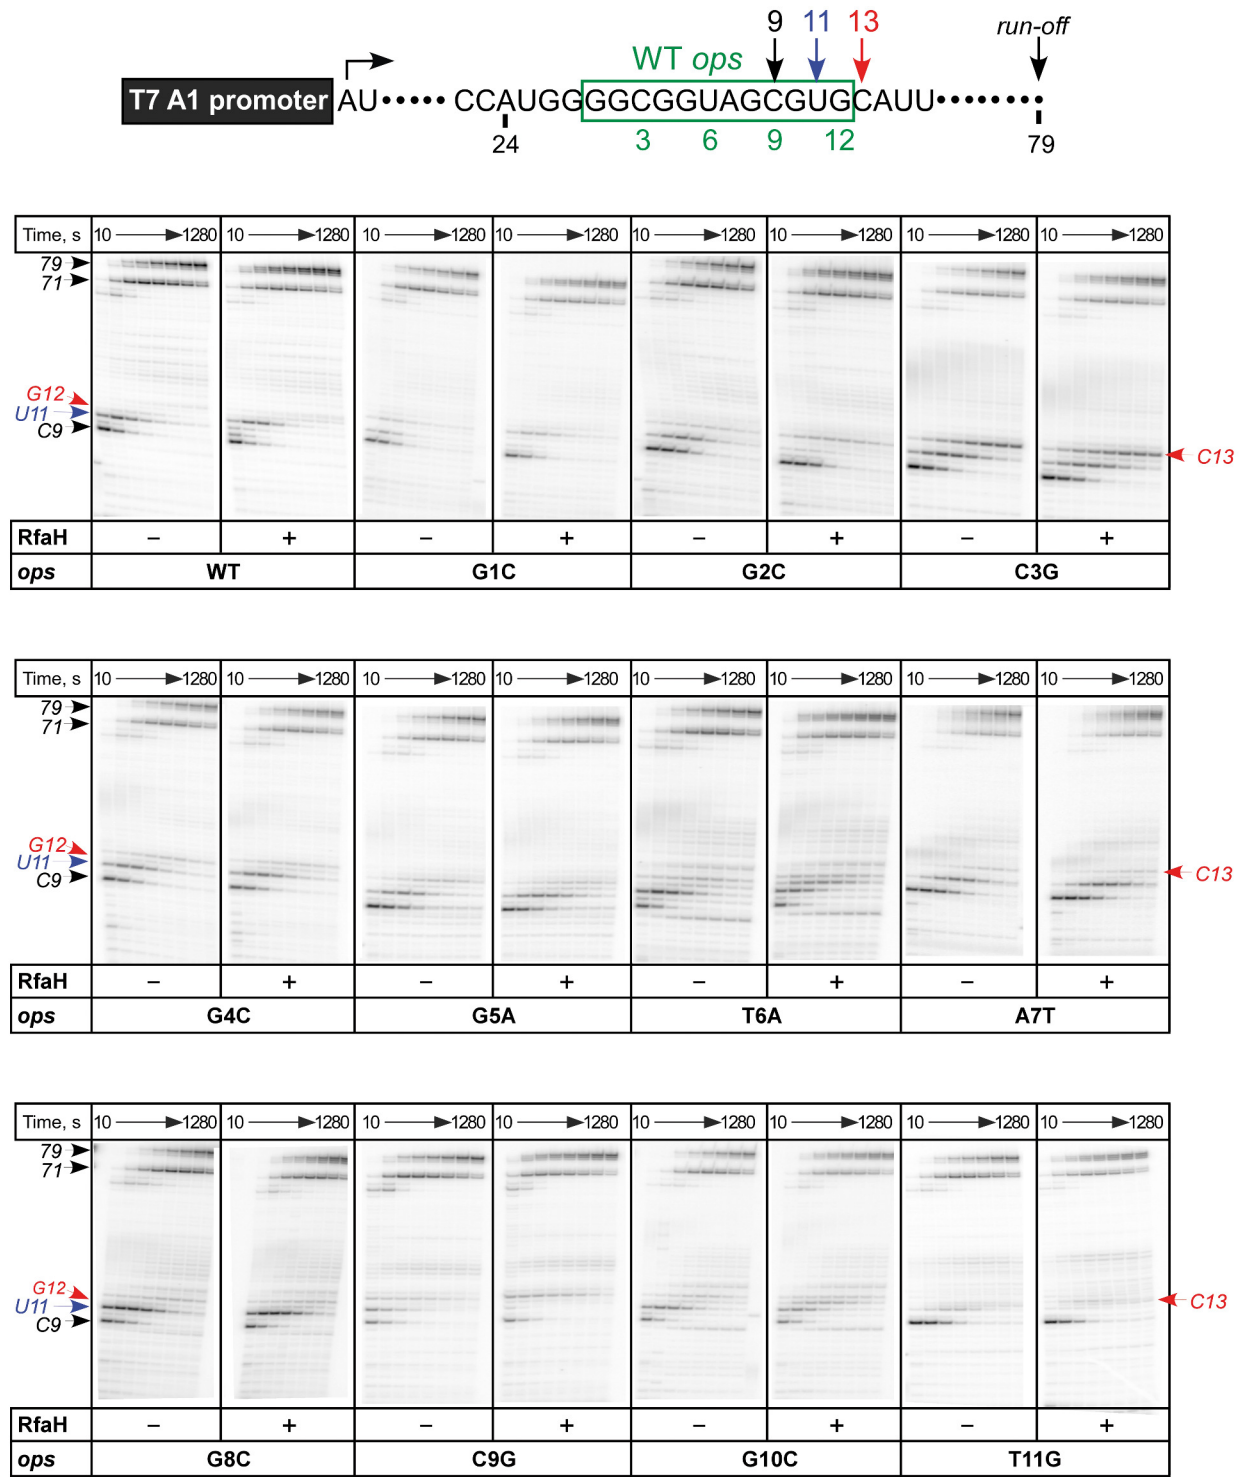 9 11 13 run-off
WT ops
T7 A1 promoter AU••••• CCAUGGGGCGGUAGCGUGCAUU••••••••
24 3 6 9 12 79
Time, s 10 1280 10 1280 10 1280 10 1280 10 1280 10 1280 10 1280 10 1280
79
71
G12
U11
C9
C13
RfaH – + – + – + – +
ops WT G1C G2C C3G
Time, s 10 1280 10 1280 10 1280 10 1280 10 1280 10 1280 10 1280 10 1280
79
71
G12
U11
C9
C13
RfaH – + – + – + – +
ops G4C G5A T6A A7T
Time, s 10 1280 10 1280 10 1280 10 1280 10 1280 10 1280 10 1280 10 1280
79
71
G12
U11
C9
C13
RfaH – + – + – + – +
ops G8C C9G G10C T11G